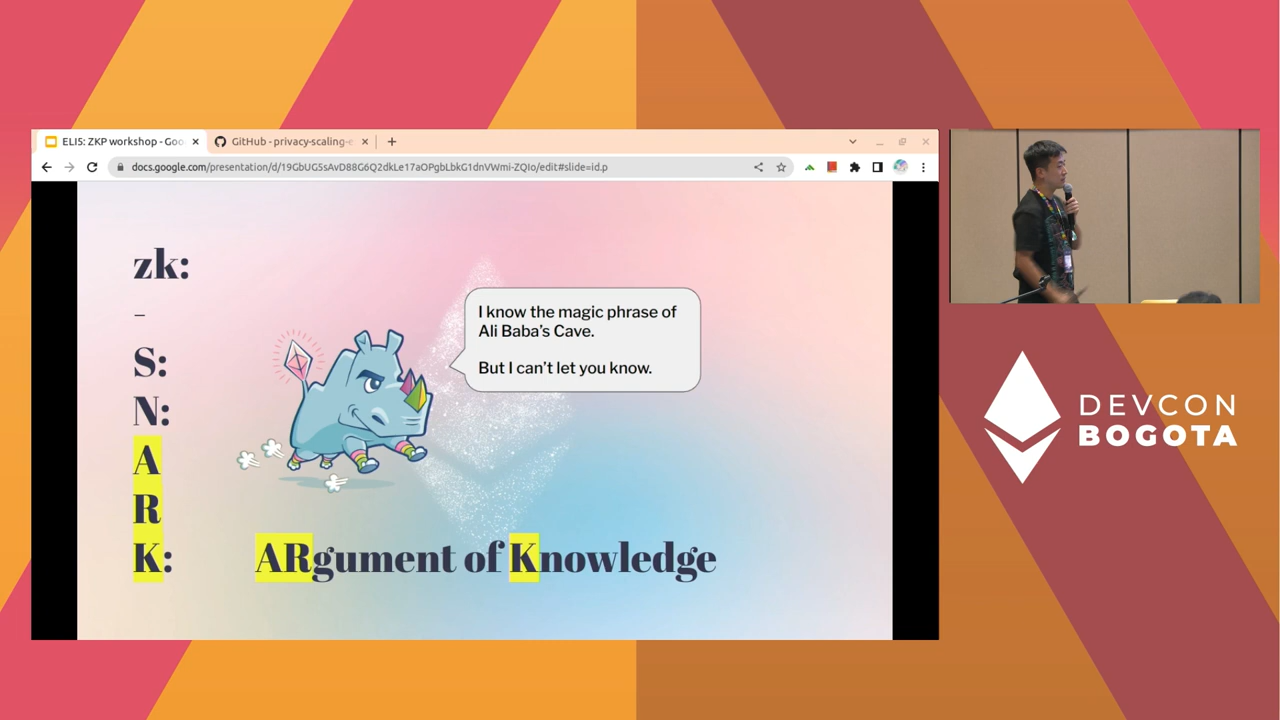 ELI5: ZKP workshop - Goo
GitHub - privacy-scaling-e
docs.google.com/presentation/d/19GbUG5sAvD88G6Q2dkLe17aOPgbLbkG1dnVWmi-ZQIo/edit#slide=id.p
zk:
-
S:
N:
A
R
K:
I know the magic phrase of
Ali Baba's Cave.
But I can't let you know.
ARgument of Knowledge
DEVCON
BOGOTA